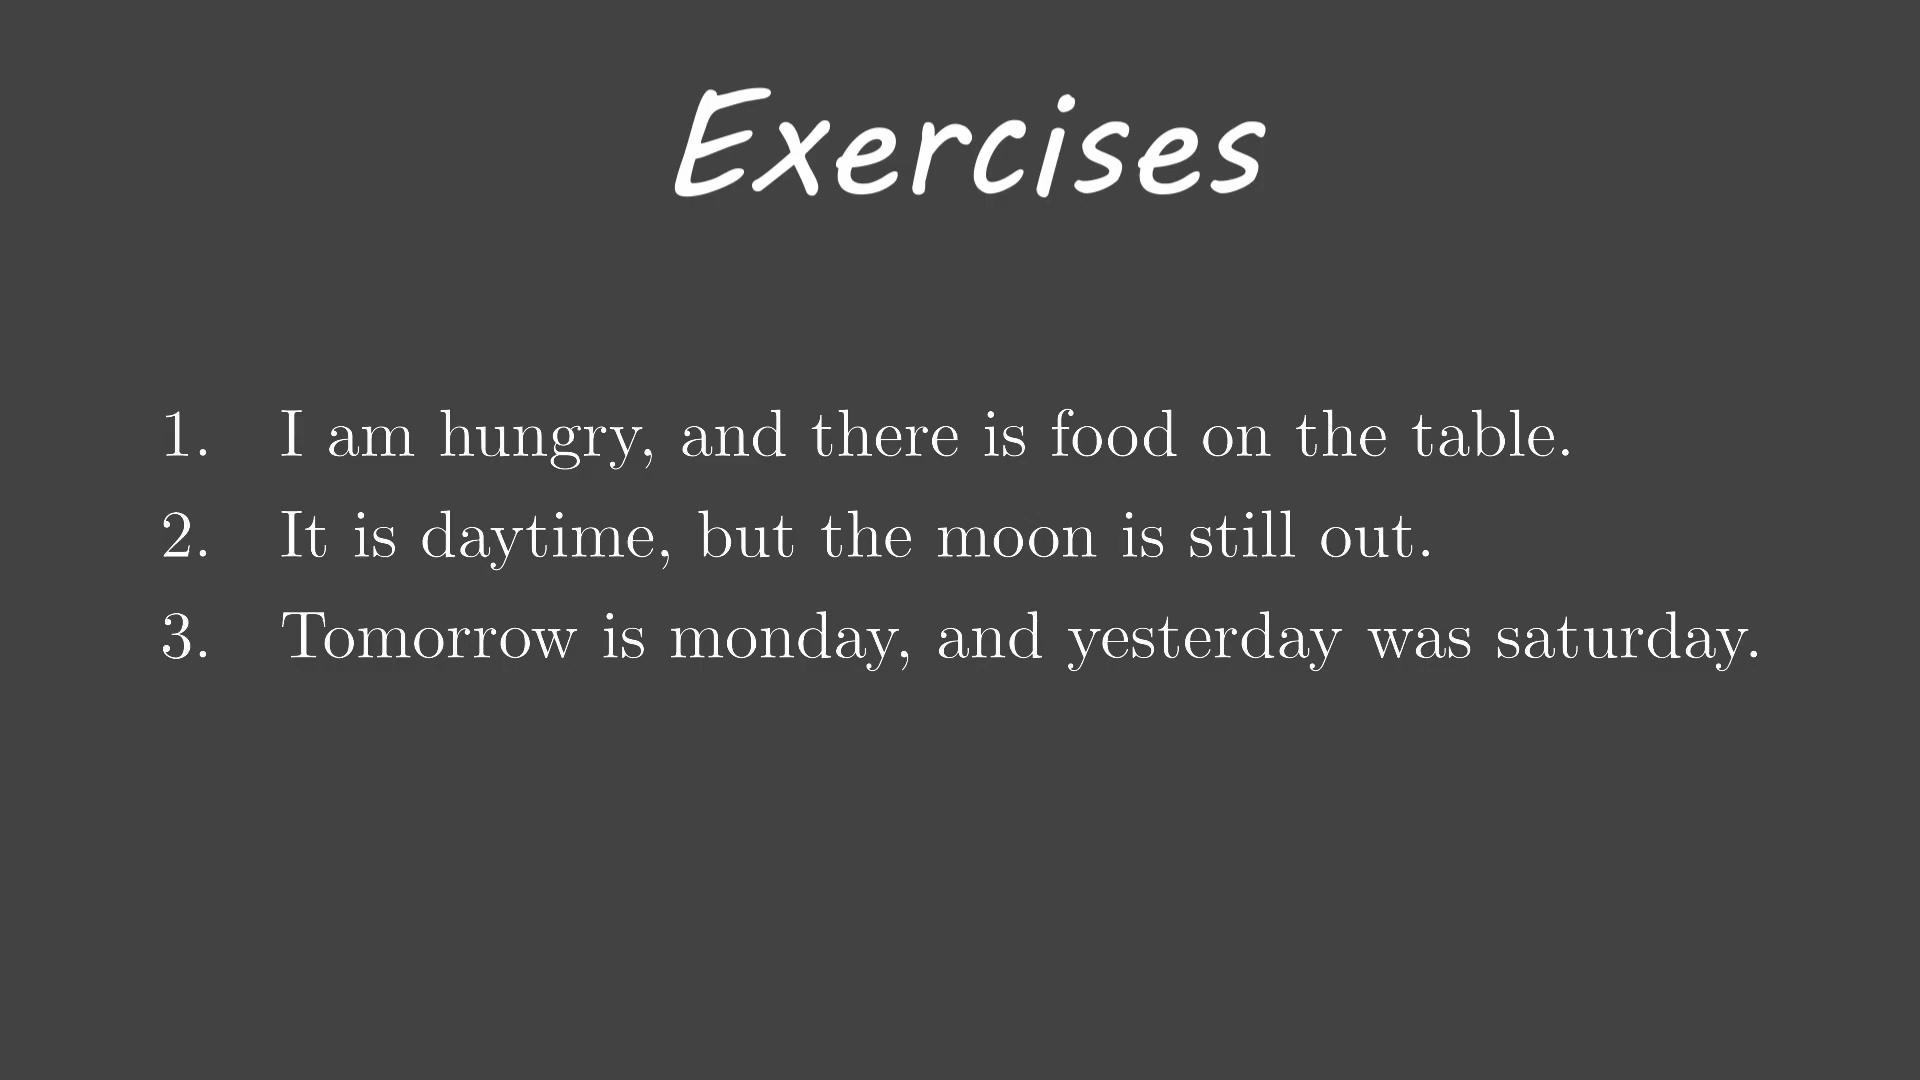 Exercises
1. I am hungry, and there is food on the table.
2. It is daytime, but the moon is still out.
3. Tomorrow is monday, and yesterday was saturday.